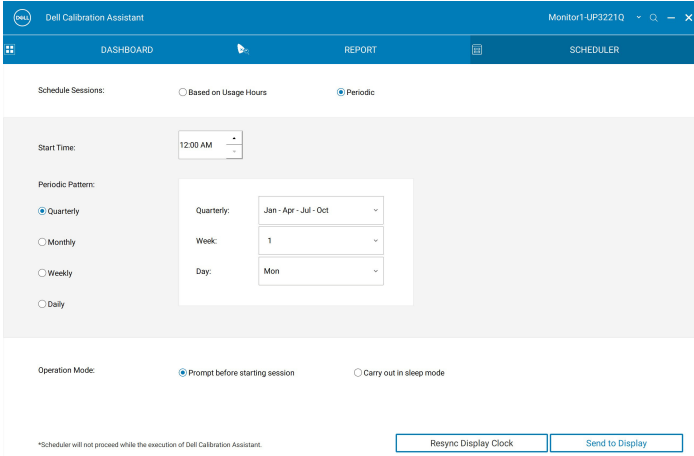 DELL Dell Calibration Assistant Monitor1-UP3221Q
DASHBOARD REPORT SCHEDULER
Schedule Sessions: Based on Usage Hours Periodic
Start Time: 12:00 AM
Periodic Pattern:
Quarterly Quarterly: Jan - Apr - Jul - Oct
Monthly Week: 1
Weekly Day: Mon
Daily
Operation Mode: Prompt before starting session Carry out in sleep mode
*Scheduler will not proceed while the execution of Dell Calibration Assistant. Resync Display Clock Send to Display